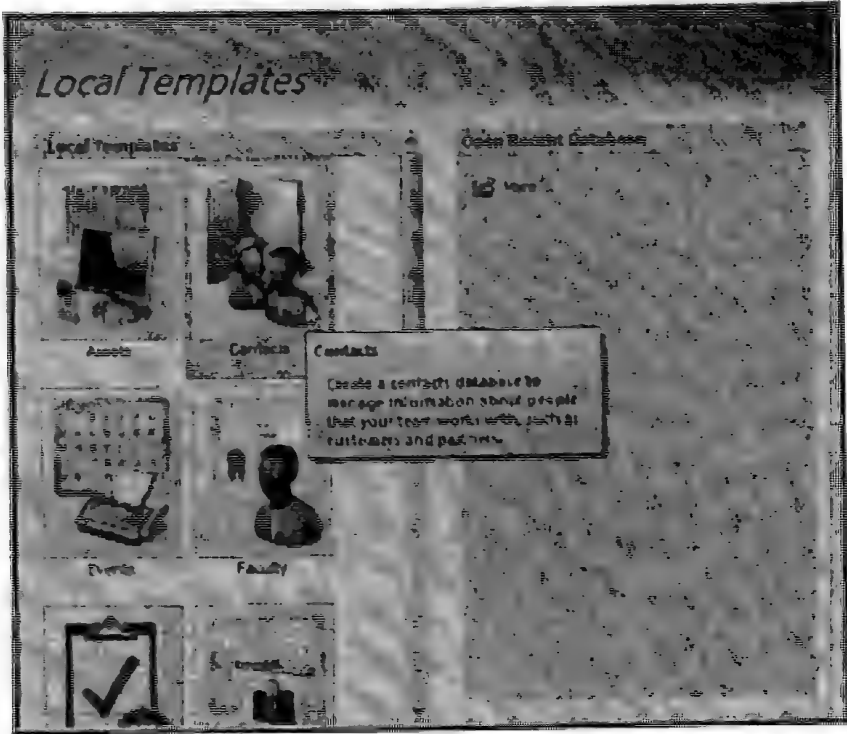 Local Templates
Local Templates
Open Recent Database
More
Assets
Contacts
Contacts
Create a contacts database to
manage information about people
that your team works with, such as
customers and partners.
Events
Faculty